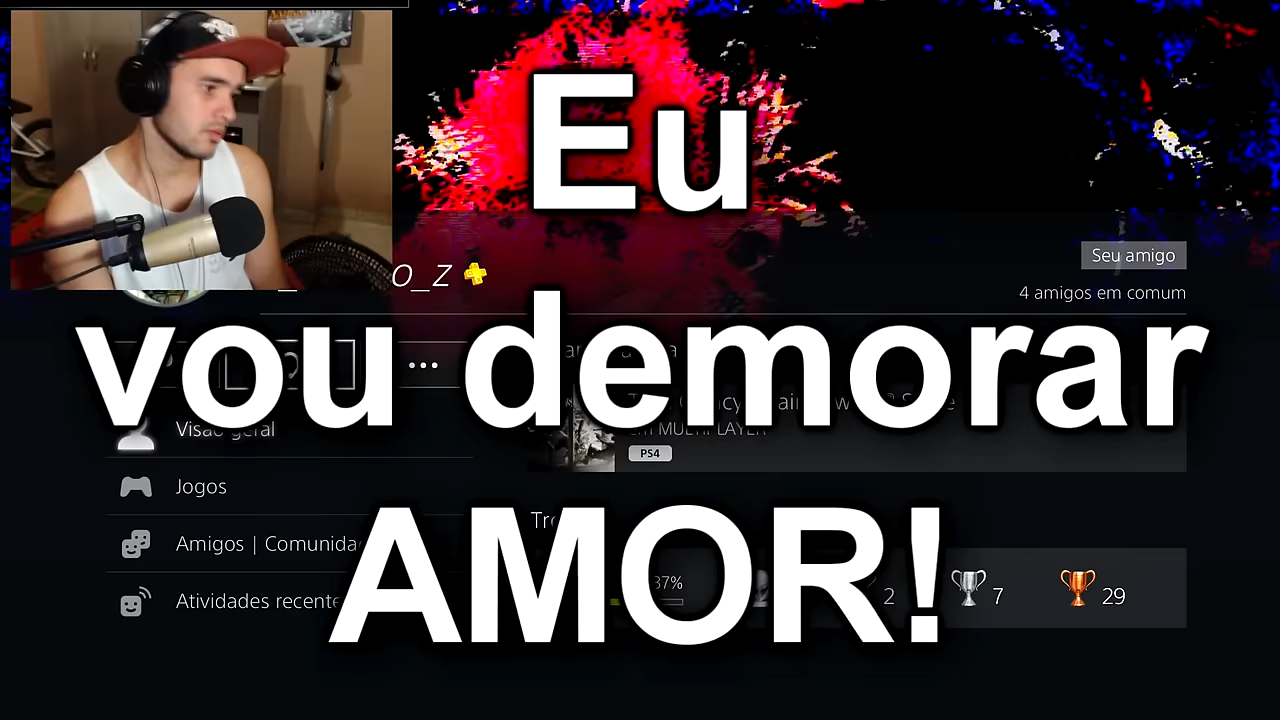 Eu
O_Z
Seu amigo
4 amigos em comum
vou demorar
Visão geral
PS4
Jogos
Amigos | Comunida
AMOR!
37%
2
7
29
Atividades recente